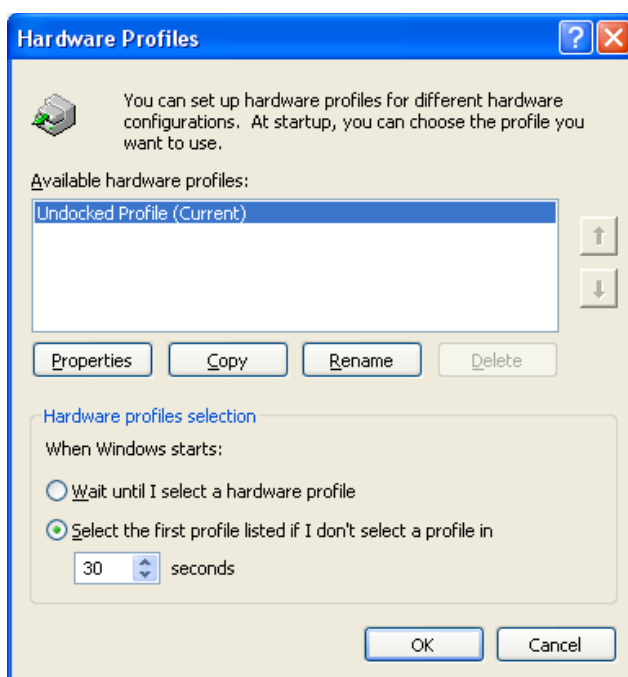 Hardware Profiles
You can set up hardware profiles for different hardware
configurations.  At startup, you can choose the profile you
want to use.
Available hardware profiles:
Undocked Profile (Current)
Properties
Copy
Rename
Delete
Hardware profiles selection
When Windows starts:
Wait until I select a hardware profile
Select the first profile listed if I don't select a profile in
30 seconds
OK
Cancel